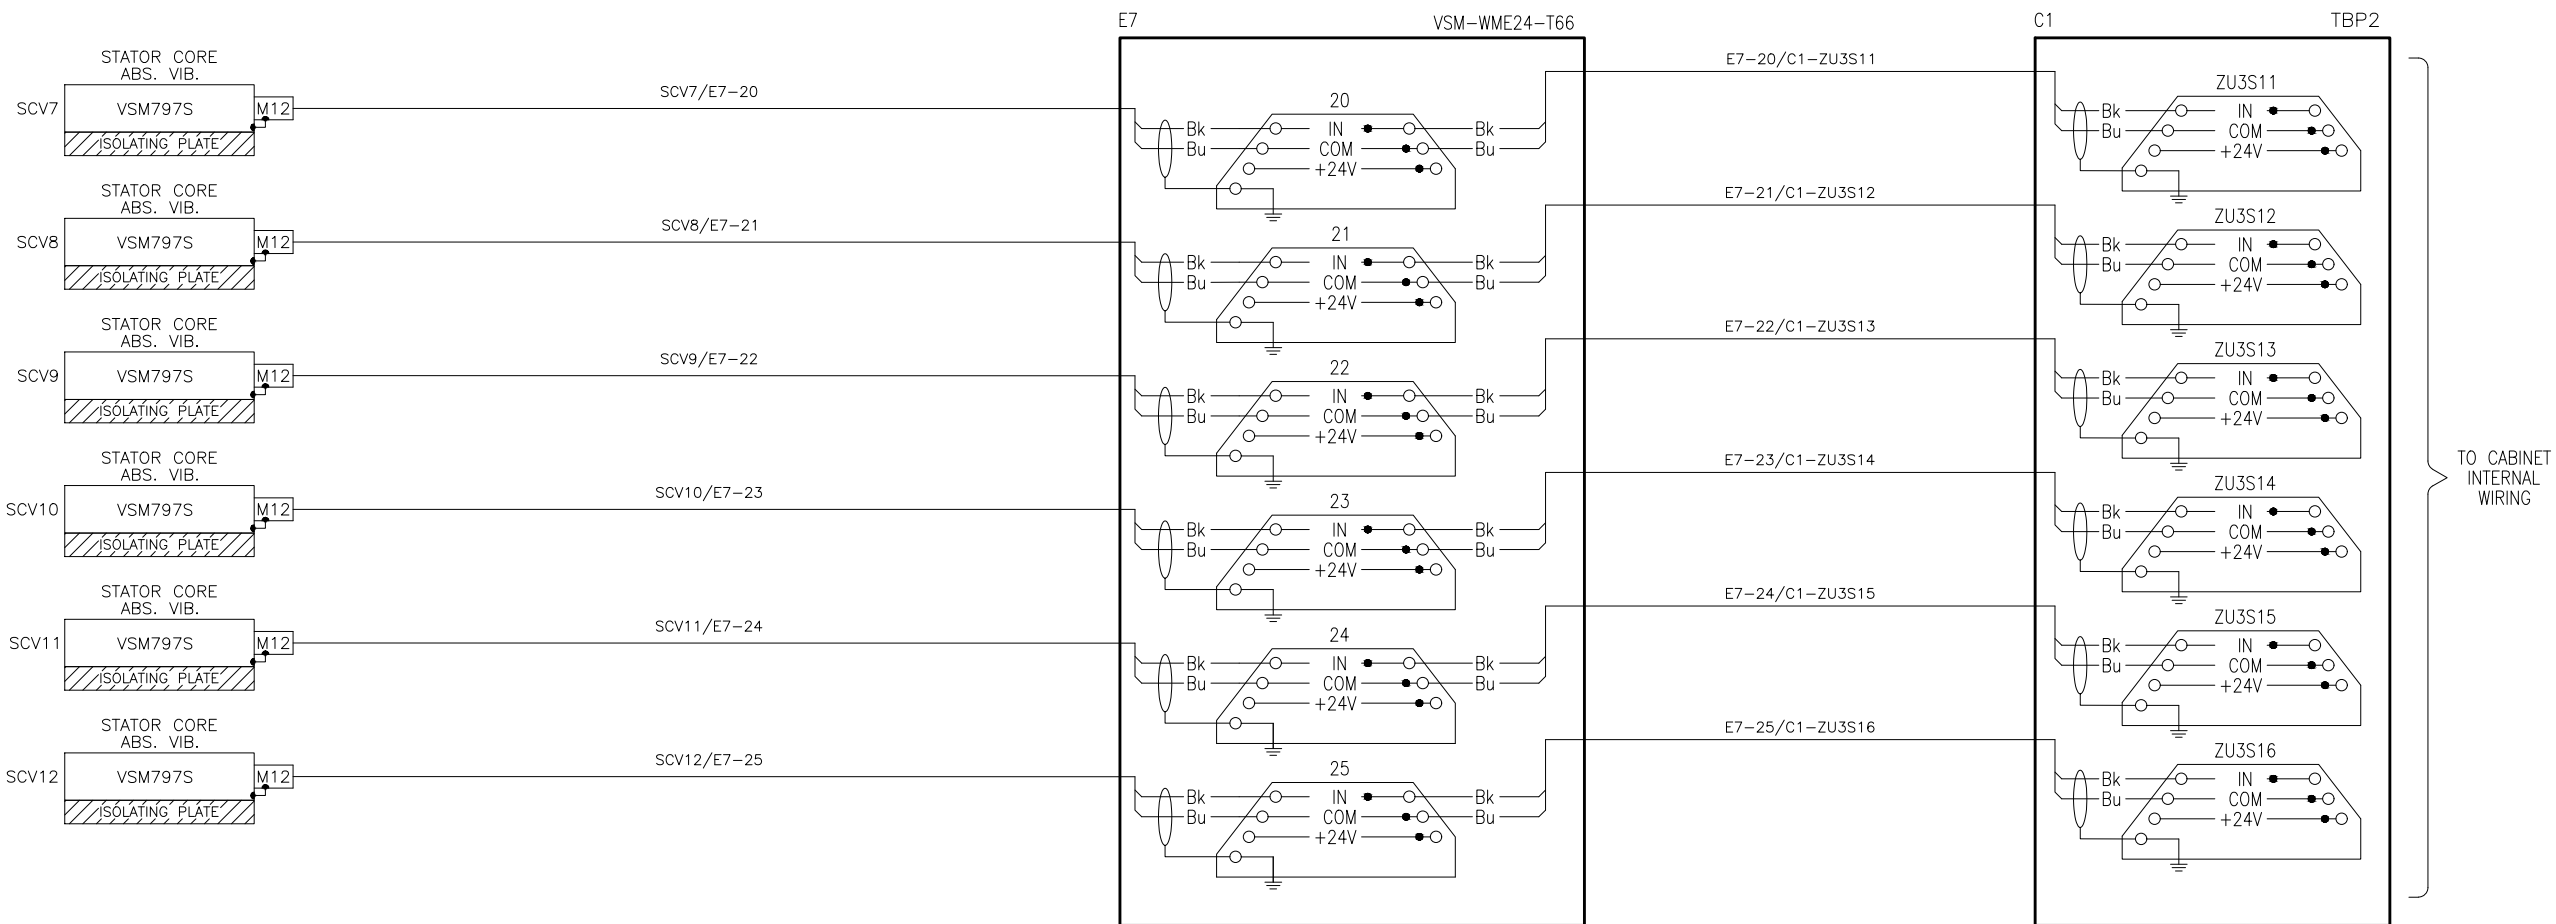 E7
VSM-WME24-T66
C1
TBP2
STATOR CORE
ABS. VIB.
SCV7
VSM797S
M12
ISOLATING PLATE
SCV7/E7-20
20
Bk IN Bk
Bu COM Bu
+24V
E7-20/C1-ZU3S11
ZU3S11
Bk IN
Bu COM
+24V
STATOR CORE
ABS. VIB.
SCV8
VSM797S
M12
ISOLATING PLATE
SCV8/E7-21
21
Bk IN Bk
Bu COM Bu
+24V
E7-21/C1-ZU3S12
ZU3S12
Bk IN
Bu COM
+24V
STATOR CORE
ABS. VIB.
SCV9
VSM797S
M12
ISOLATING PLATE
SCV9/E7-22
22
Bk IN Bk
Bu COM Bu
+24V
E7-22/C1-ZU3S13
ZU3S13
Bk IN
Bu COM
+24V
STATOR CORE
ABS. VIB.
SCV10
VSM797S
M12
ISOLATING PLATE
SCV10/E7-23
23
Bk IN Bk
Bu COM Bu
+24V
E7-23/C1-ZU3S14
ZU3S14
Bk IN
Bu COM
+24V
STATOR CORE
ABS. VIB.
SCV11
VSM797S
M12
ISOLATING PLATE
SCV11/E7-24
24
Bk IN Bk
Bu COM Bu
+24V
E7-24/C1-ZU3S15
ZU3S15
Bk IN
Bu COM
+24V
STATOR CORE
ABS. VIB.
SCV12
VSM797S
M12
ISOLATING PLATE
SCV12/E7-25
25
Bk IN Bk
Bu COM Bu
+24V
E7-25/C1-ZU3S16
ZU3S16
Bk IN
Bu COM
+24V
TO CABINET
INTERNAL
WIRING